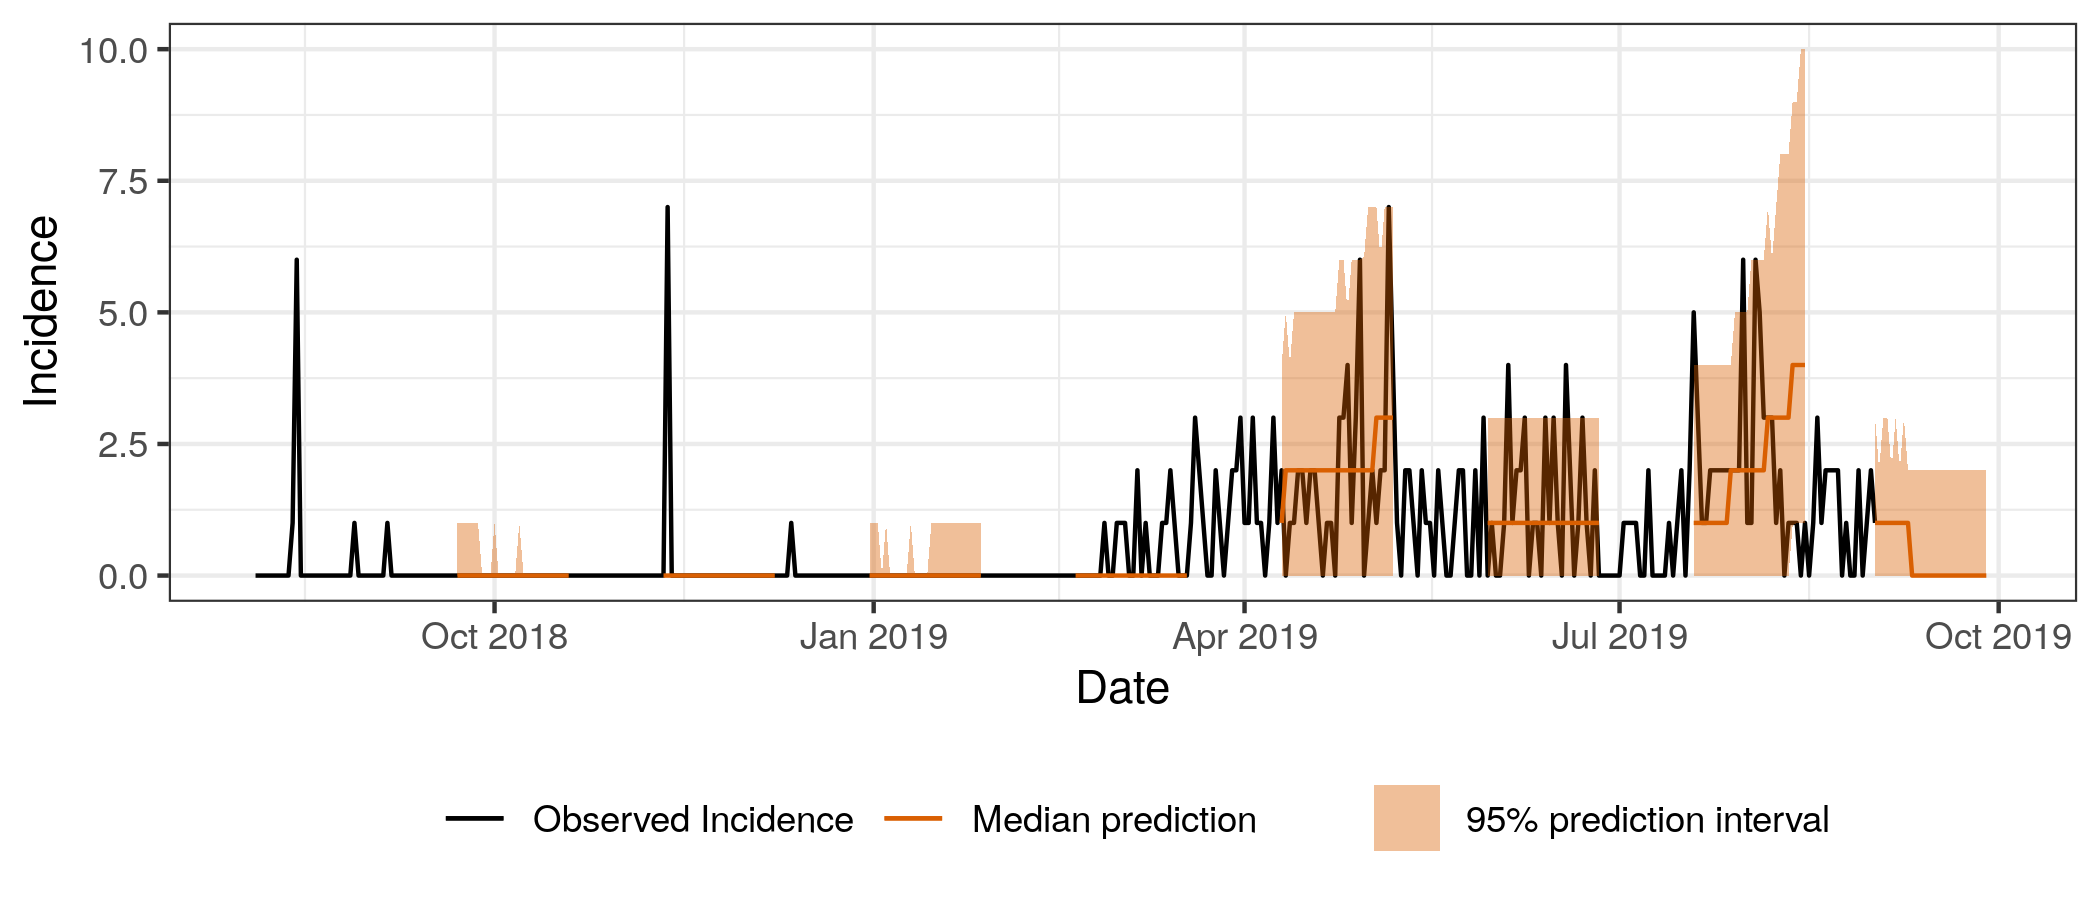 10.0
7.5
5.0
2.5
0.0
Incidence
Oct 2018
Jan 2019
Apr 2019
Jul 2019
Oct 2019
Date
Observed Incidence
Median prediction
95% prediction interval